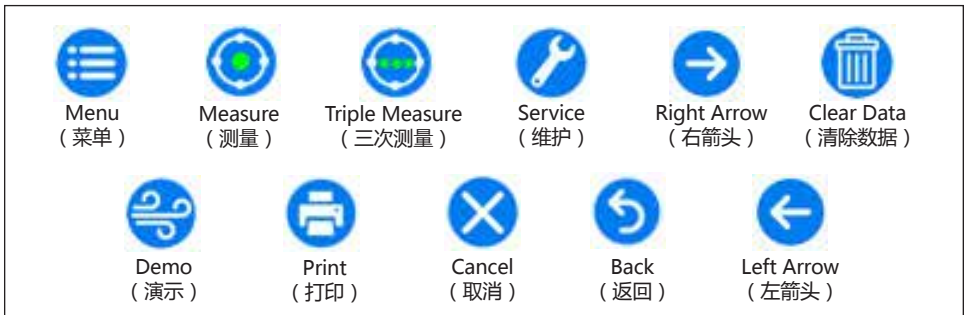 Menu Measure Triple Measure Service Right Arrow Clear Data
（菜单） （测量） （三次测量） （维护） （右箭头） （清除数据）
Demo Print Cancel Back Left Arrow
（演示） （打印） （取消） （返回） （左箭头）